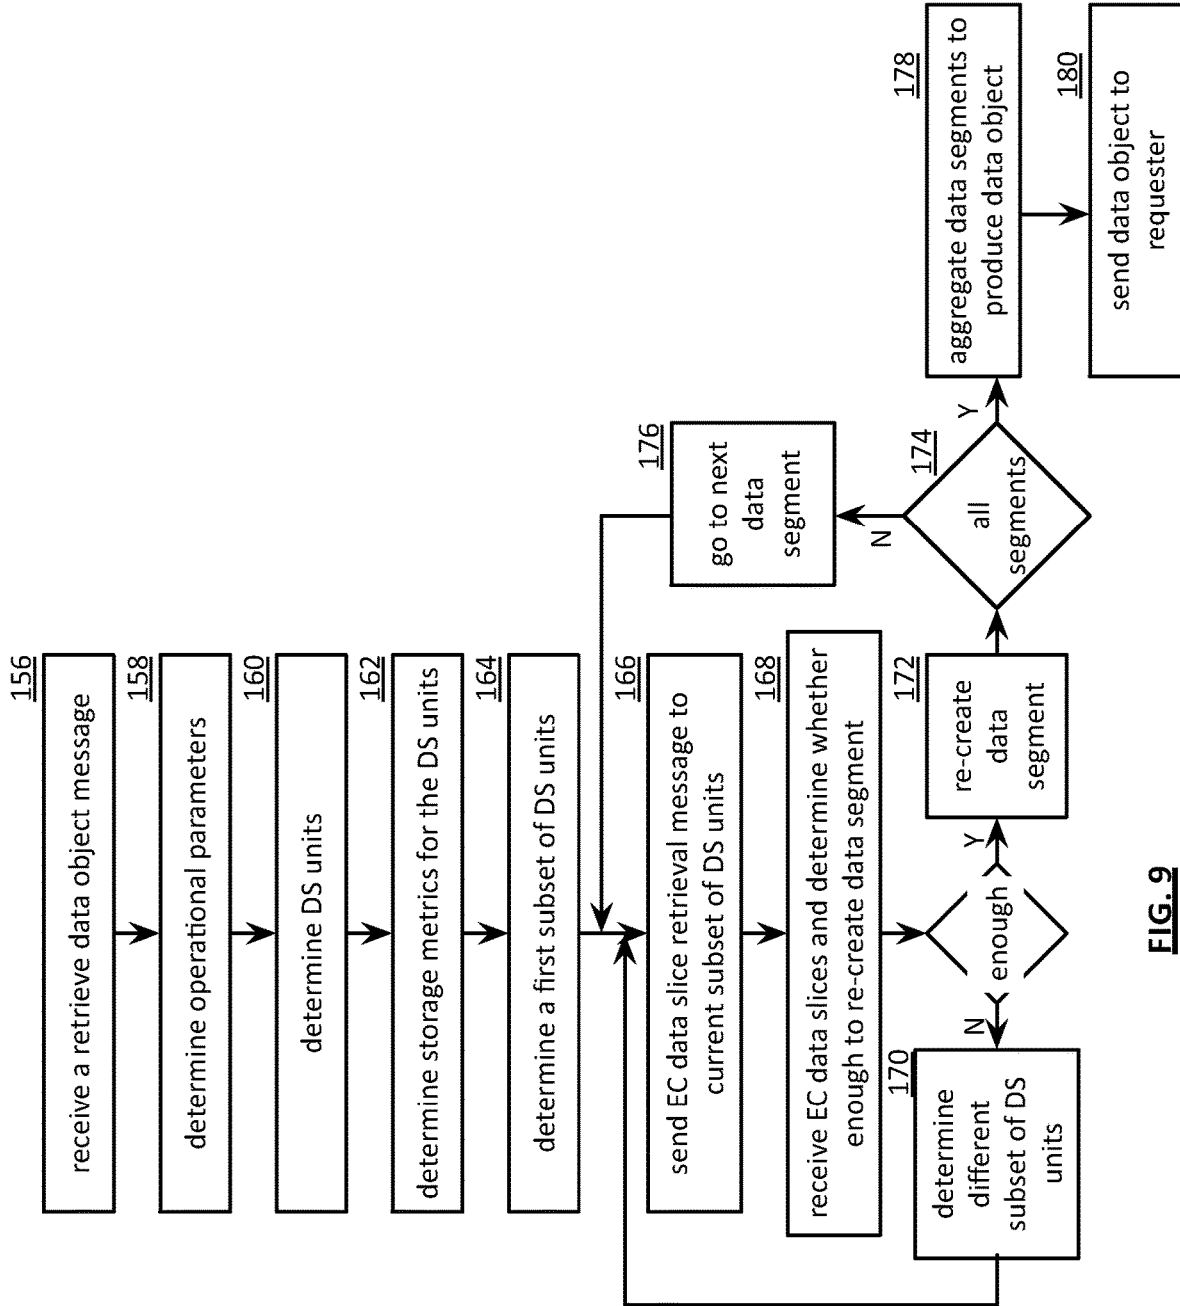 156
receive a retrieve data object message
158
determine operational parameters
160
determine DS units
162
determine storage metrics for the DS units
164
determine a first subset of DS units
166
send EC data slice retrieval message to
current subset of DS units
168
receive EC data slices and determine whether
enough to re-create data segment
enough
N
Y
170
determine
different
subset of DS
units
172
re-create
data
segment
174
all
segments
N
Y
176
go to next
data
segment
178
aggregate data segments to
produce data object
180
send data object to
requester
FIG. 9